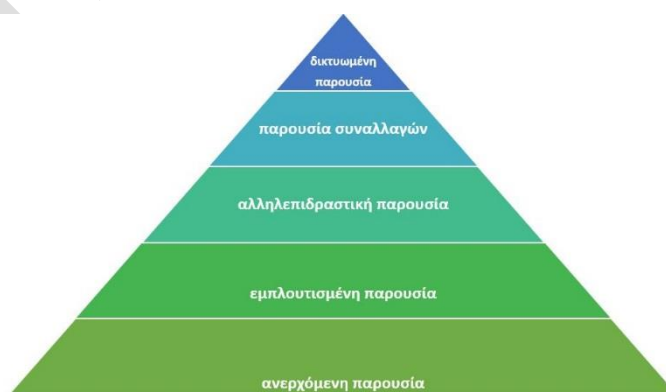 δικτυωμένη
παρουσία
παρουσία συναλλαγών
αλληλεπιδραστική παρουσία
εμπλουτισμένη παρουσία
ανερχόμενη παρουσία